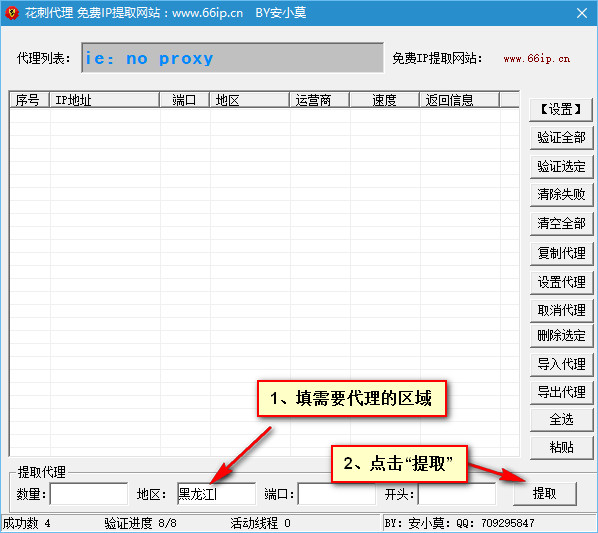 花刺代理 免费IP提取网站：www.66ip.cn BY安小莫
代理列表： ie: no proxy 免费IP提取网站： www.66ip.cn
序号 IP地址 端口 地区 运营商 速度 返回信息
【设置】
验证全部
验证选定
清除失败
清空全部
复制代理
设置代理
取消代理
删除选定
导入代理
导出代理
全选
粘贴
1、填需要代理的区域
2、点击“提取”
提取代理
数量： 地区： 黑龙江 端口： 开头： 提取
成功数 4 验证进度 8/8 活动线程 0 BY: 安小莫: QQ: 709295847